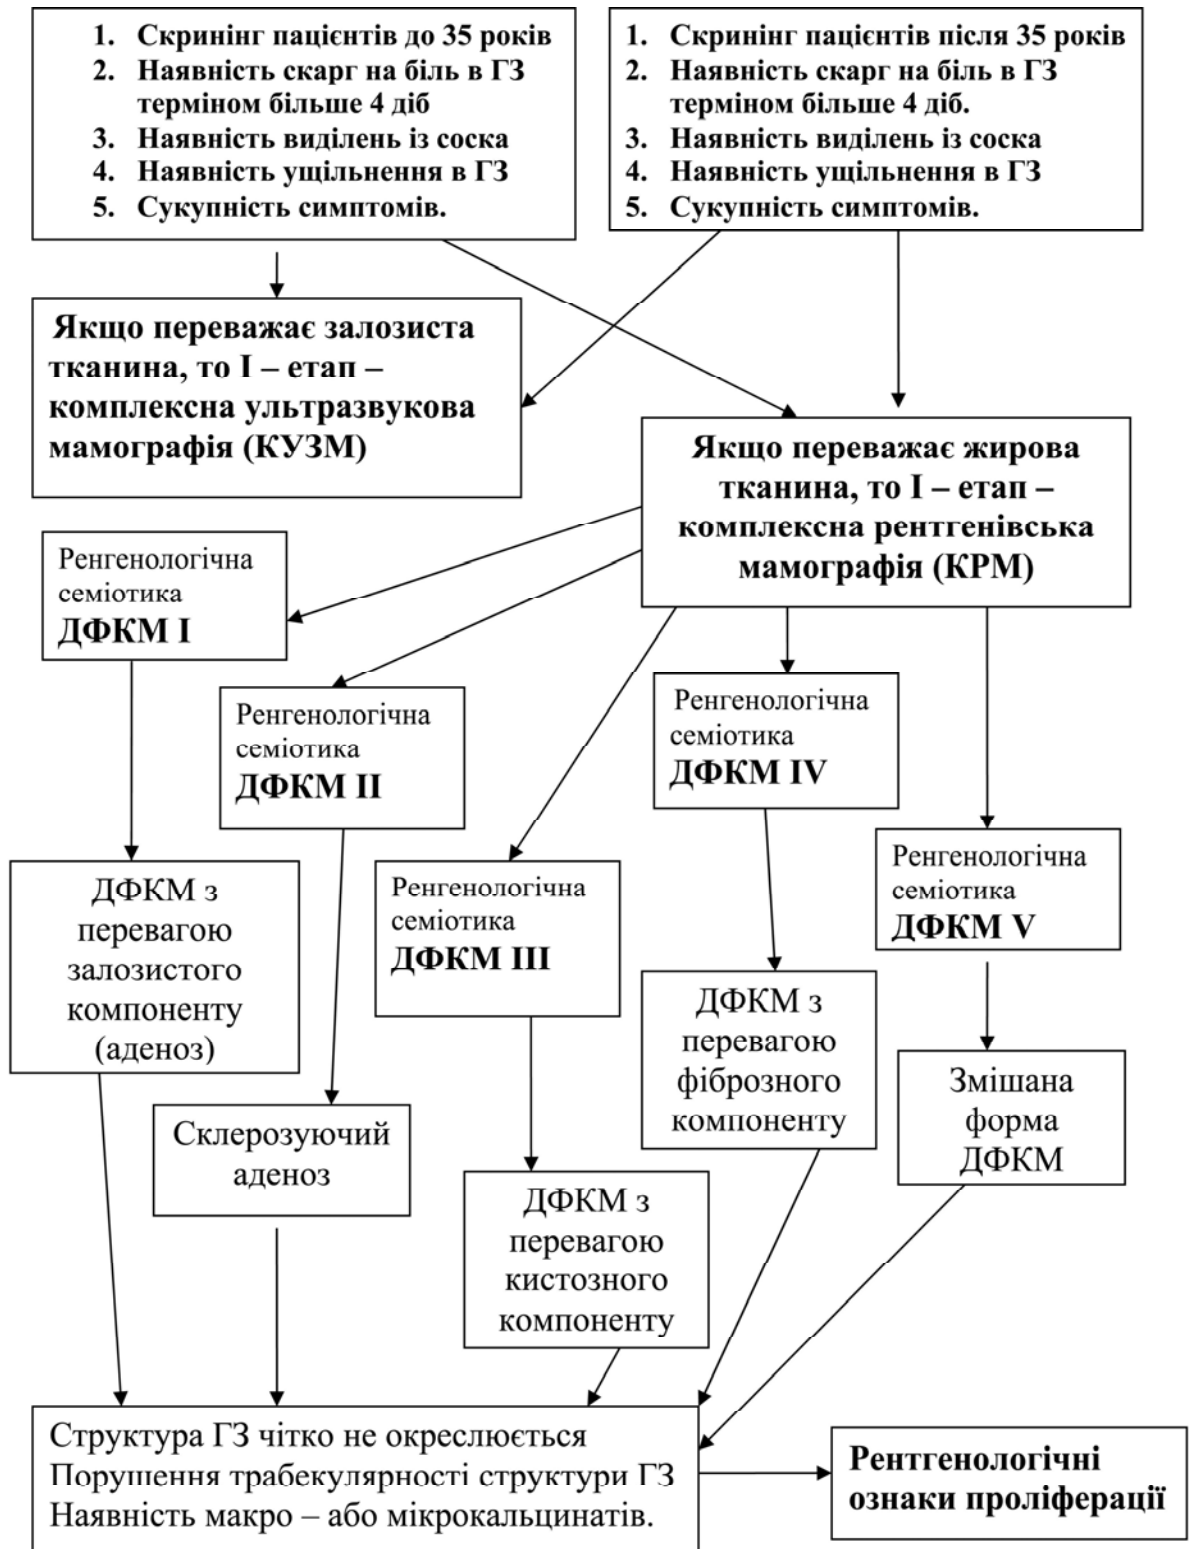 1. Скринінг пацієнтів до 35 років
2. Наявність скарг на біль в ГЗ
терміном більше 4 діб
3. Наявність виділень із соска
4. Наявність ущільнення в ГЗ
5. Сукупність симптомів.
1. Скринінг пацієнтів після 35 років
2. Наявність скарг на біль в ГЗ
терміном більше 4 діб.
3. Наявність виділень із соска
4. Наявність ущільнення в ГЗ
5. Сукупність симптомів.
Якщо переважає залозиста
тканина, то І – етап –
комплексна ультразвукова
мамографія (КУЗМ)
Якщо переважає жирова
тканина, то І – етап –
комплексна рентгенівська
мамографія (КРМ)
Ренгенологічна
семіотика
ДФКМ I
Ренгенологічна
семіотика
ДФКМ II
Ренгенологічна
семіотика
ДФКМ III
Ренгенологічна
семіотика
ДФКМ IV
Ренгенологічна
семіотика
ДФКМ V
ДФКМ з
перевагою
залозистого
компоненту
(аденоз)
Склерозуючий
аденоз
ДФКМ з
перевагою
кистозного
компоненту
ДФКМ з
перевагою
фіброзного
компоненту
Змішана
форма
ДФКМ
Структура ГЗ чітко не окреслюється
Порушення трабекулярності структури ГЗ
Наявність макро – або мікрокальцинатів.
Рентгенологічні
ознаки проліферації